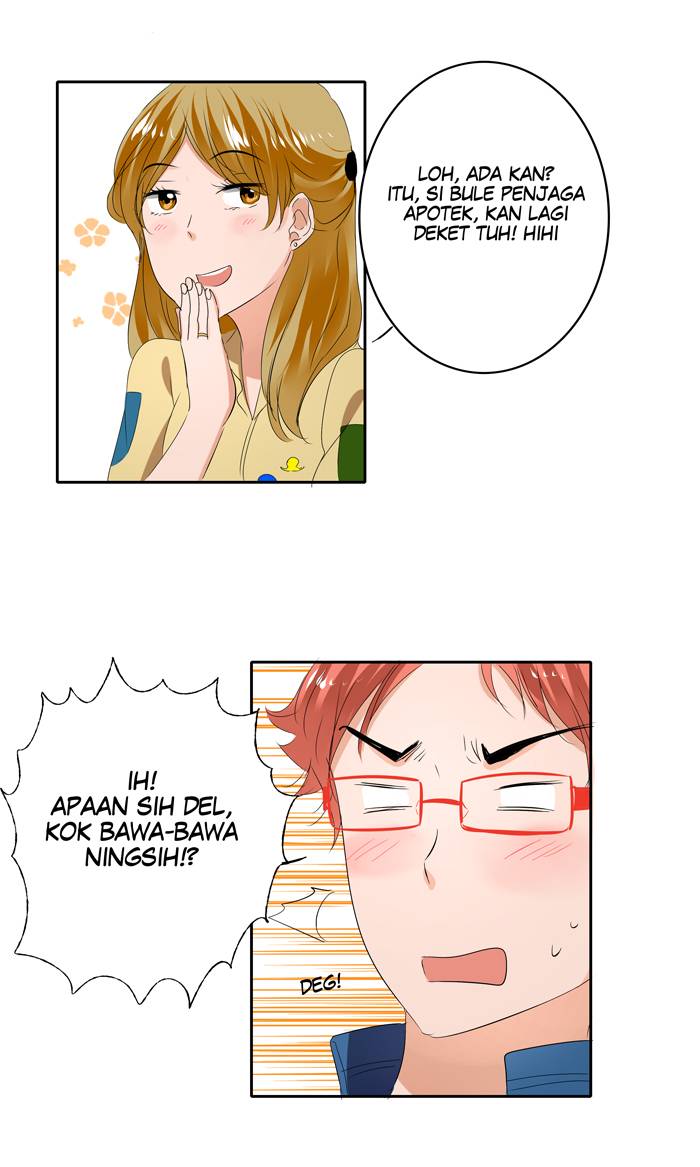 LOH, ADA KAN?
ITU, SI BULE PENJAGA
APOTEK, KAN LAGI
DEKET TUH! HIHI
IH!
APAAN SIH DEL,
KOK BAWA-BAWA
NINGSIH!?
DEG!